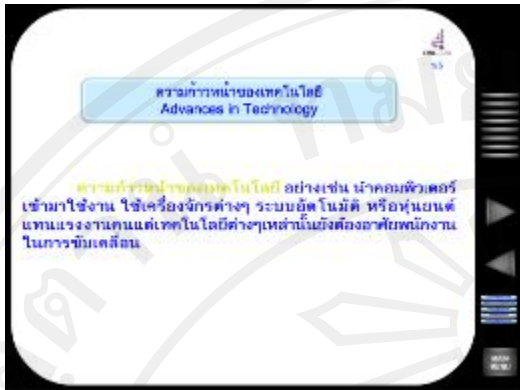 ความก้าวหน้าของเทคโนโลยี
Advances in Technology
ความก้าวหน้าของเทคโนโลยี อย่างเช่น นำคอมพิวเตอร์
เข้ามาใช้งาน ใช้เครื่องจักรต่างๆ ระบบอัตโนมัติ หรือหุ่นยนต์
แทนแรงงานคนแต่เทคโนโลยีต่างๆเหล่านั้นยังต้องอาศัยพนักงาน
ในการขับเคลื่อน
MAIN
MENU